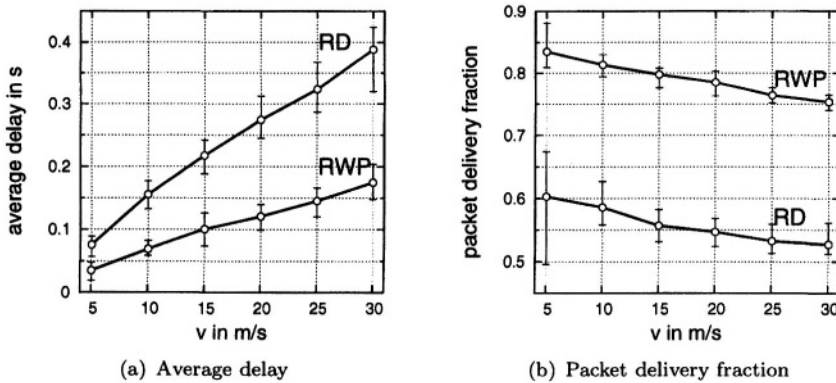 average delay in s
0.4
0.3
0.2
0.1
0
RD
RWP
5 10 15 20 25 30
v in m/s
(a) Average delay
packet delivery fraction
0.9
0.8
0.7
0.6
0.5
RWP
RD
5 10 15 20 25 30
v in m/s
(b) Packet delivery fraction